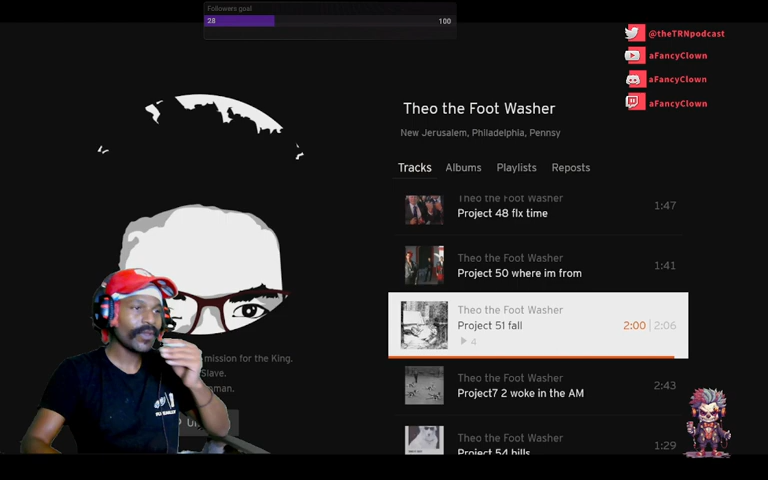 Followers goal
28
100
@theTRNpodcast
aFancyClown
aFancyClown
aFancyClown
Theo the Foot Washer
New Jerusalem, Philadelphia, Pennsy
Tracks Albums Playlists Reposts
Theo the Foot Washer
Project 48 flx time
1:47
Theo the Foot Washer
Project 50 where im from
1:41
Theo the Foot Washer
Project 51 fall
2:00 | 2:06
4
Theo the Foot Washer
Project7 2 woke in the AM
2:43
Theo the Foot Washer
Project 54 hills
1:29
mission for the King.
Slave.